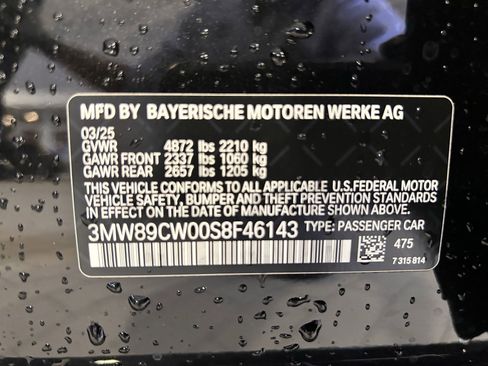 MFD BY BAYERISCHE MOTOREN WERKE AG
03/25
GVWR 4872 lbs 2210 kg
GAWR FRONT 2337 lbs 1060 kg
GAWR REAR 2657 lbs 1205 kg
THIS VEHICLE CONFORMS TO ALL APPLICABLE U.S.FEDERAL MOTOR
VEHICLE SAFETY, BUMPER, AND THEFT PREVENTION STANDARDS
IN EFFECT ON THE DATE OF MANUFACTURE SHOWN ABOVE.
3MW89CW00S8F46143 TYPE: PASSENGER CAR
475
7 315 814